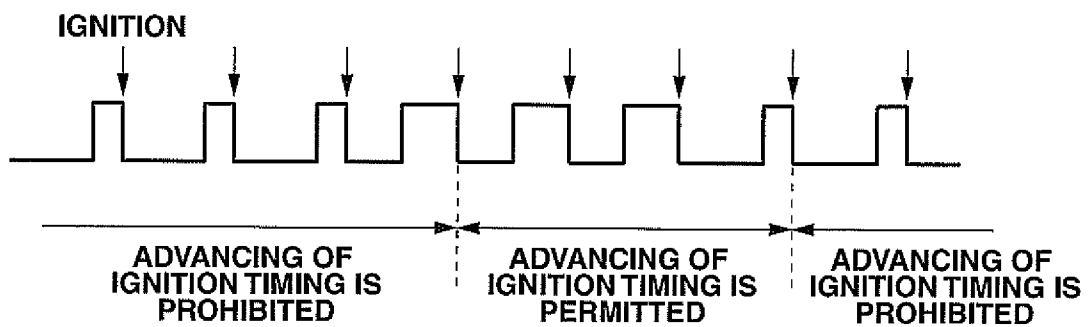 IGNITION
ADVANCING OF
IGNITION TIMING IS
PROHIBITED
ADVANCING OF
IGNITION TIMING IS
PERMITTED
ADVANCING OF
IGNITION TIMING IS
PROHIBITED